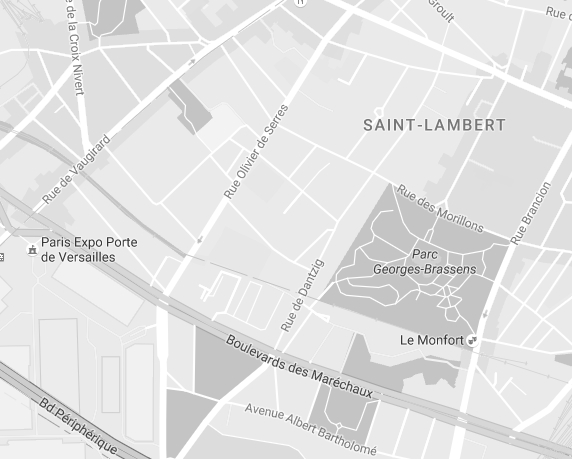 e de la Croix Nivert
Groult
Rue d
SAINT-LAMBERT
Rue Olivier de Serres
Rue de Vaugirard
Rue des Morillons
Rue Brancion
Paris Expo Porte
de Versailles
Parc
Georges-Brassens
Rue de Dantzig
Le Monfort
Boulevards des Maréchaux
Bd Périphérique
Avenue Albert Bartholomé